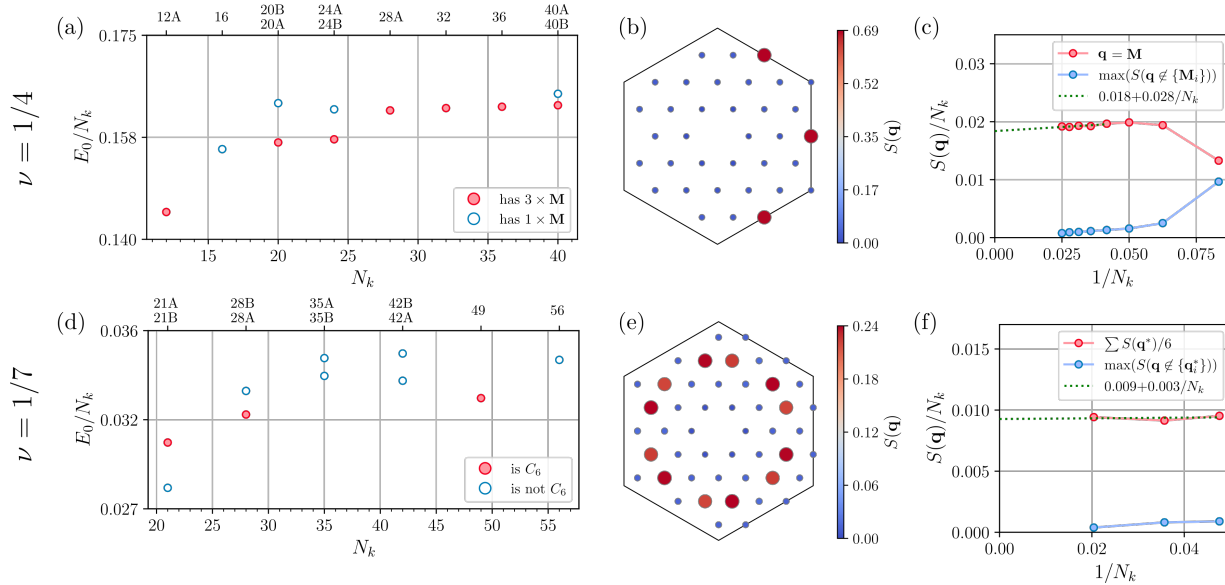 (a)
12A
16
20B
20A
24A
24B
28A
32
36
40A
40B
ν = 1/4
E₀/Nₖ
0.175
0.158
0.140
has 3 × M
has 1 × M
15
20
25
30
35
40
Nₖ
(b)
0.69
0.52
0.35
0.17
0.00
S(q)
(c)
S(q)/Nₖ
0.03
0.02
0.01
0.00
q = M
max(S(q ∉ {Mᵢ}))
0.018+0.028/Nₖ
0.000
0.025
0.050
0.075
1/Nₖ
(d)
21A
21B
28B
28A
35A
35B
42B
42A
49
56
ν = 1/7
E₀/Nₖ
0.036
0.032
0.027
is C₆
is not C₆
20
25
30
35
40
45
50
55
Nₖ
(e)
0.24
0.18
0.12
0.06
0.00
S(q)
(f)
S(q)/Nₖ
0.015
0.010
0.005
0.000
∑ S(q*)/6
max(S(q ∉ {qᵢ*}))
0.009+0.003/Nₖ
0.00
0.02
0.04
1/Nₖ